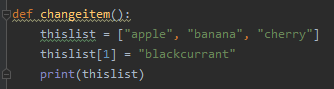 def changeitem():
    thislist = ["apple", "banana", "cherry"]
    thislist[1] = "blackcurrant"
    print(thislist)